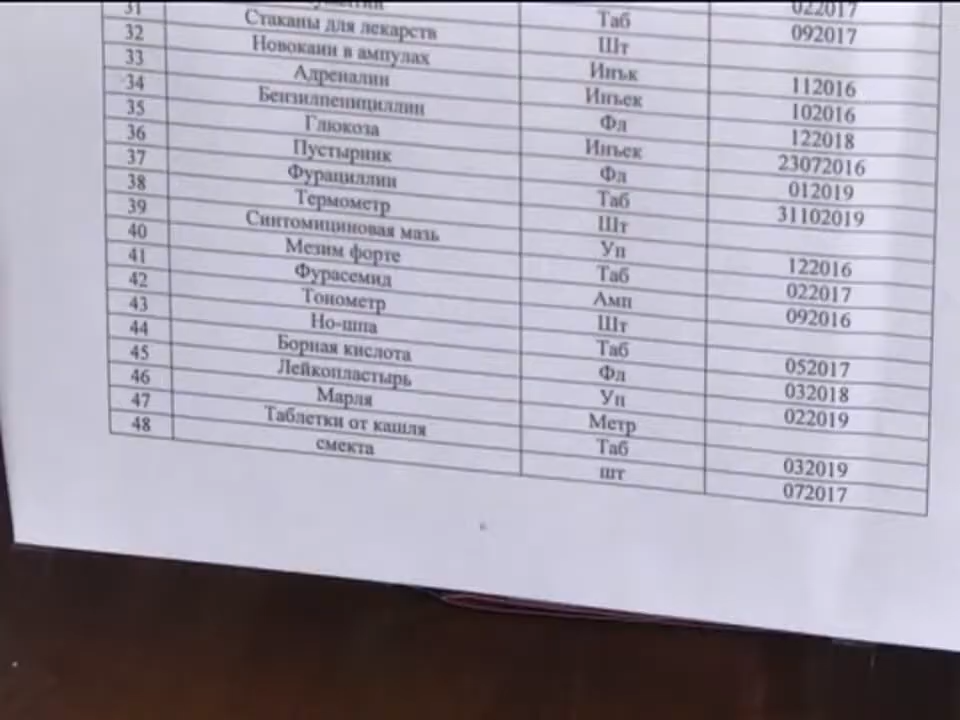 022017
Таб 092017
31 Стаканы для лекарств Шт
32 Новокаин в ампулах Инък 112016
33 Адреналин Инъек 102016
34 Бензилпенициллин Фл 122018
35 Глюкоза Инъек 23072016
36 Пустырник Фл 012019
37 Фурациллин Таб 31102019
38 Термометр Шт
39 Синтомициновая мазь Уп 122016
40 Мезим форте Таб 022017
41 Фурасемид Амп 092016
42 Тонометр Шт
43 Но-шпа Таб 052017
44 Борная кислота Фл 032018
45 Лейкопластырь Уп 022019
46 Марля Метр
47 Таблетки от кашля Таб 032019
48 смекта шт 072017